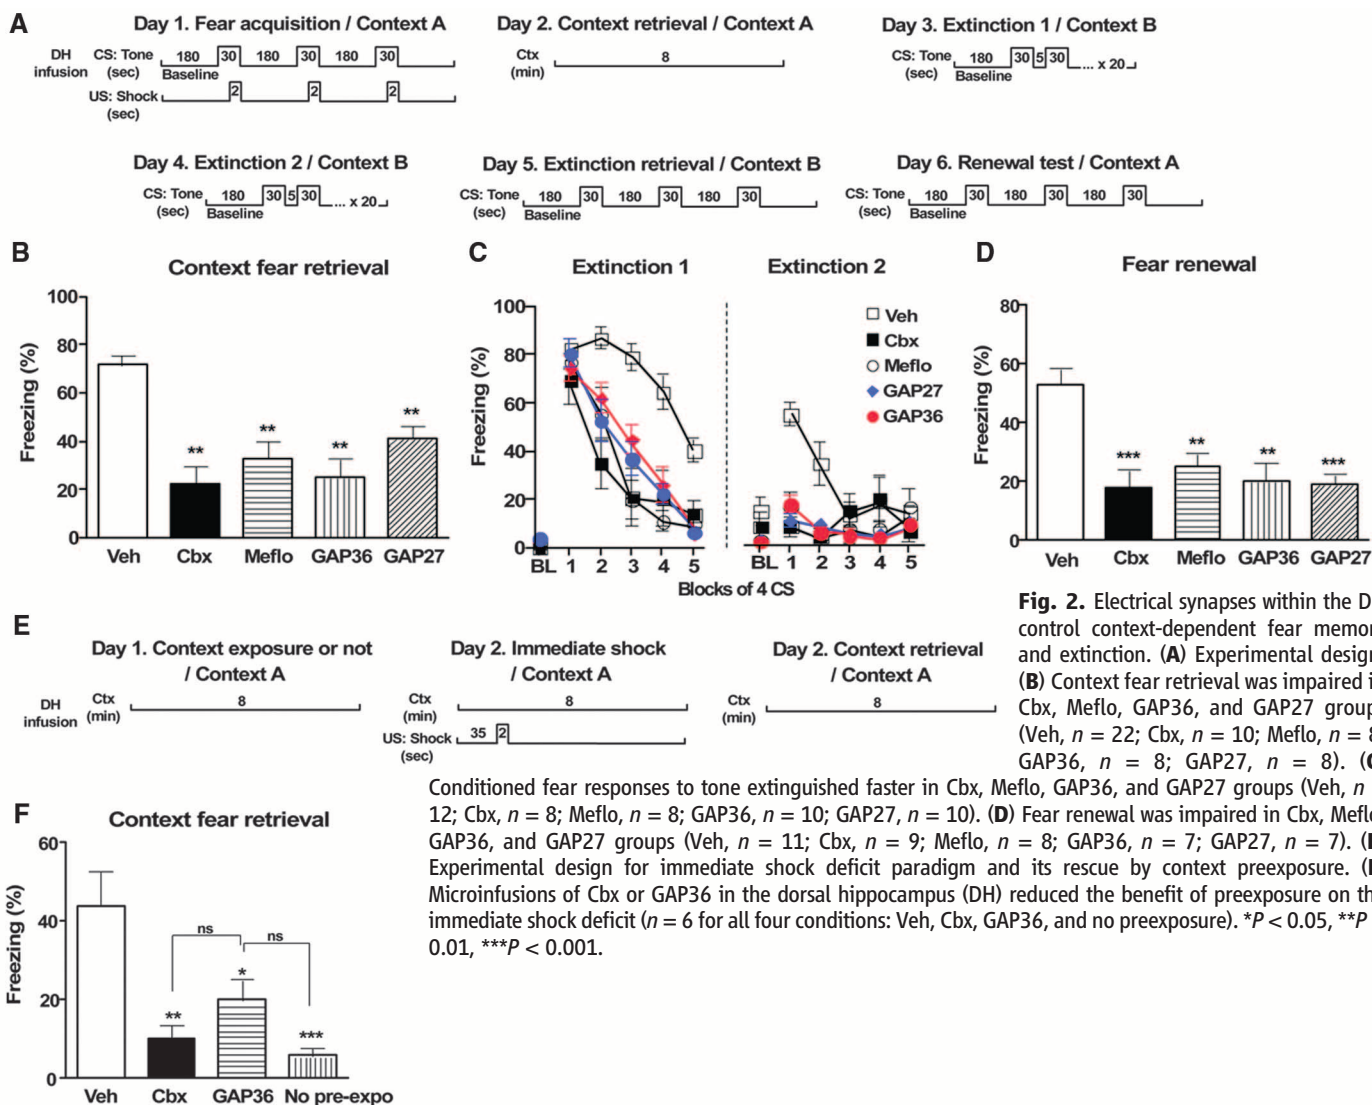 A
Day 1. Fear acquisition / Context A
DH infusion
CS: Tone (sec)
180 30 180 30 180 30
Baseline
US: Shock (sec)
2 2 2
Day 2. Context retrieval / Context A
Ctx (min)
8
Day 3. Extinction 1 / Context B
CS: Tone (sec)
180 30 5 30 ... x 20
Baseline
Day 4. Extinction 2 / Context B
CS: Tone (sec)
180 30 5 30 ... x 20
Baseline
Day 5. Extinction retrieval / Context B
CS: Tone (sec)
180 30 180 30 180 30
Baseline
Day 6. Renewal test / Context A
CS: Tone (sec)
180 30 180 30 180 30
Baseline
B
Context fear retrieval
Freezing (%)
100
80
60
40
20
0
** ** ** **
Veh Cbx Meflo GAP36 GAP27
C
Extinction 1
Extinction 2
Freezing (%)
100
80
60
40
20
0
Veh
Cbx
Meflo
GAP27
GAP36
BL 1 2 3 4 5
BL 1 2 3 4 5
Blocks of 4 CS
D
Fear renewal
Freezing (%)
80
60
40
20
0
*** ** ** ***
Veh Cbx Meflo GAP36 GAP27
E
Day 1. Context exposure or not
/ Context A
DH infusion
Ctx (min)
8
Day 2. Immediate shock
/ Context A
Ctx (min)
8
US: Shock (sec)
35 2
Day 2. Context retrieval
/ Context A
Ctx (min)
8
F
Context fear retrieval
Freezing (%)
60
40
20
0
ns ns
** * ***
Veh Cbx GAP36 No pre-expo
Fig. 2. Electrical synapses within the D
control context-dependent fear memor
and extinction. (A) Experimental design
(B) Context fear retrieval was impaired i
Cbx, Meflo, GAP36, and GAP27 group
(Veh, n = 22; Cbx, n = 10; Meflo, n = 8
GAP36, n = 8; GAP27, n = 8). (C
Conditioned fear responses to tone extinguished faster in Cbx, Meflo, GAP36, and GAP27 groups (Veh, n
12; Cbx, n = 8; Meflo, n = 8; GAP36, n = 10; GAP27, n = 10). (D) Fear renewal was impaired in Cbx, Meflo
GAP36, and GAP27 groups (Veh, n = 11; Cbx, n = 9; Meflo, n = 8; GAP36, n = 7; GAP27, n = 7). (E
Experimental design for immediate shock deficit paradigm and its rescue by context preexposure. (
Microinfusions of Cbx or GAP36 in the dorsal hippocampus (DH) reduced the benefit of preexposure on th
immediate shock deficit (n = 6 for all four conditions: Veh, Cbx, GAP36, and no preexposure). *P < 0.05, **P
0.01, ***P < 0.001.